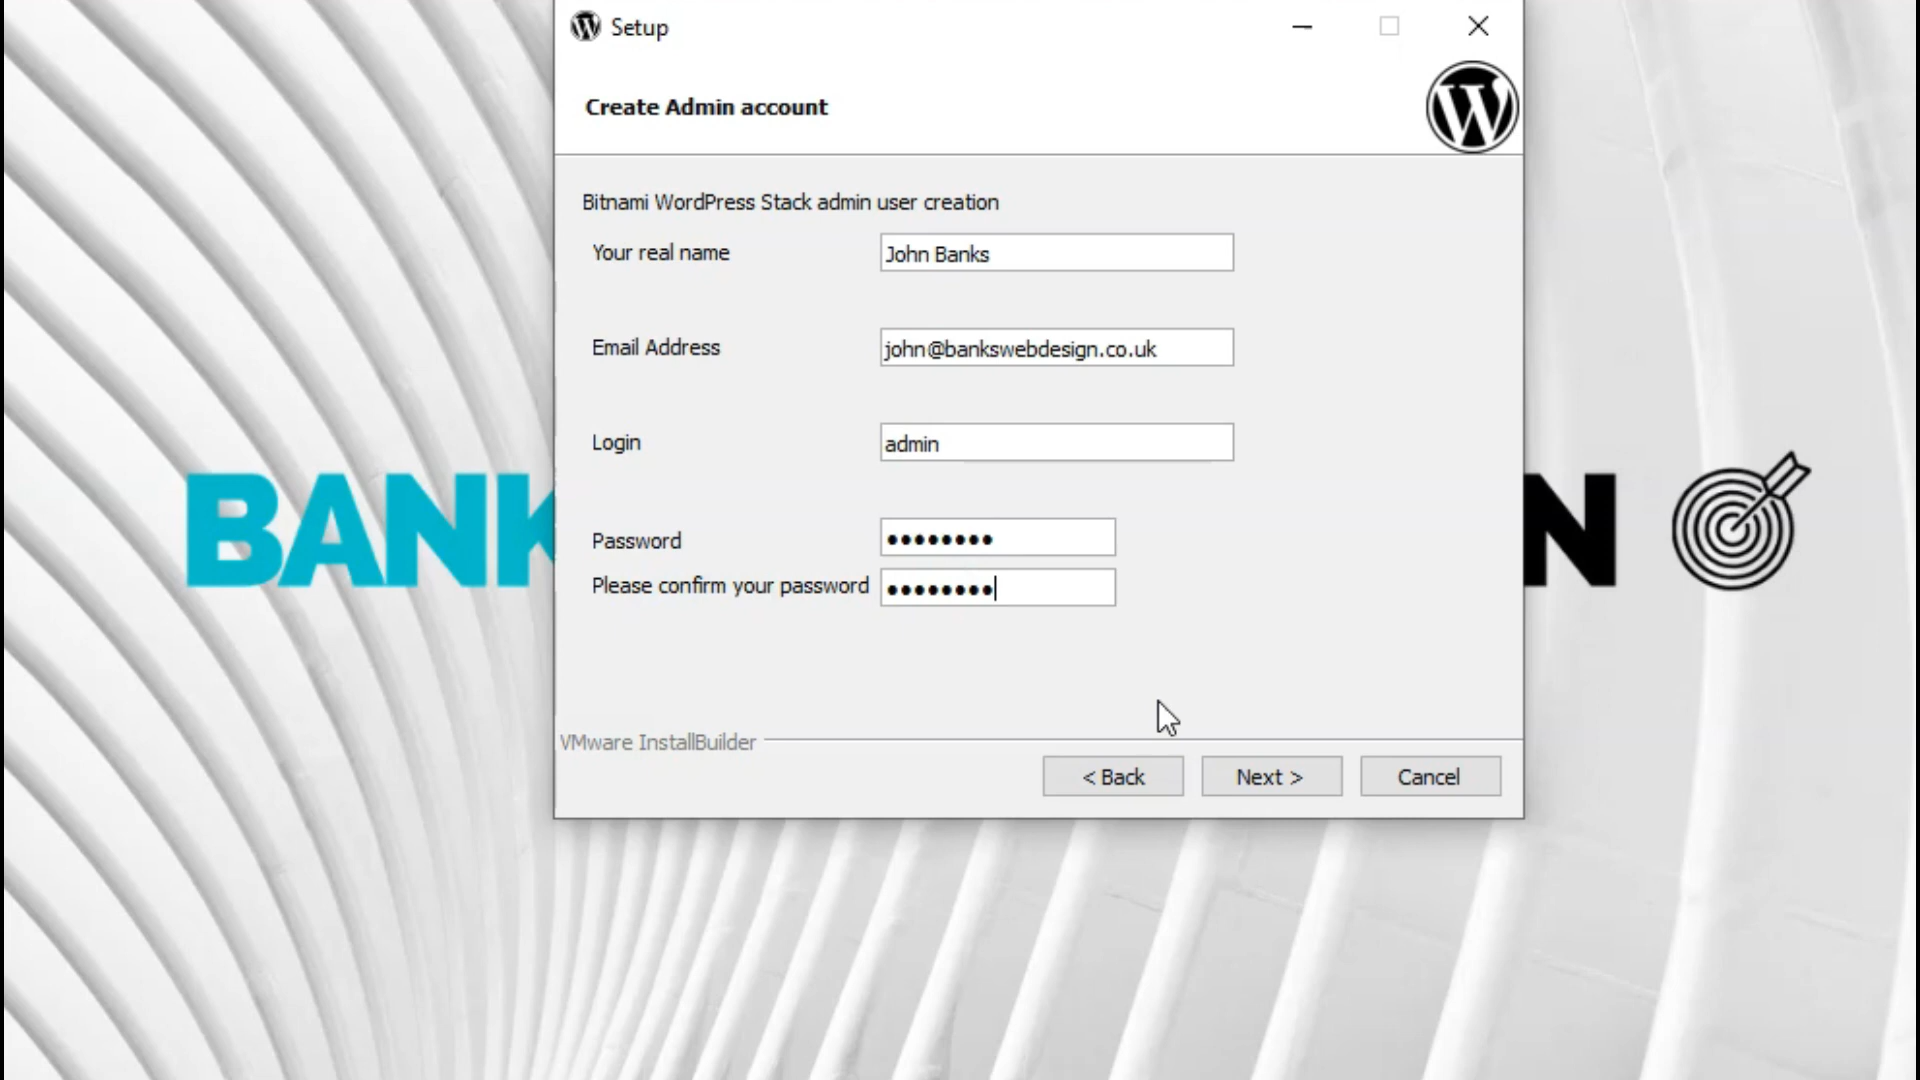 Setup
Create Admin account
Bitnami WordPress Stack admin user creation
Your real name
John Banks
Email Address
john@bankswebdesign.co.uk
Login
admin
BANK
N
Password
••••••••
Please confirm your password
••••••••
VMware InstallBuilder
< Back
Next >
Cancel